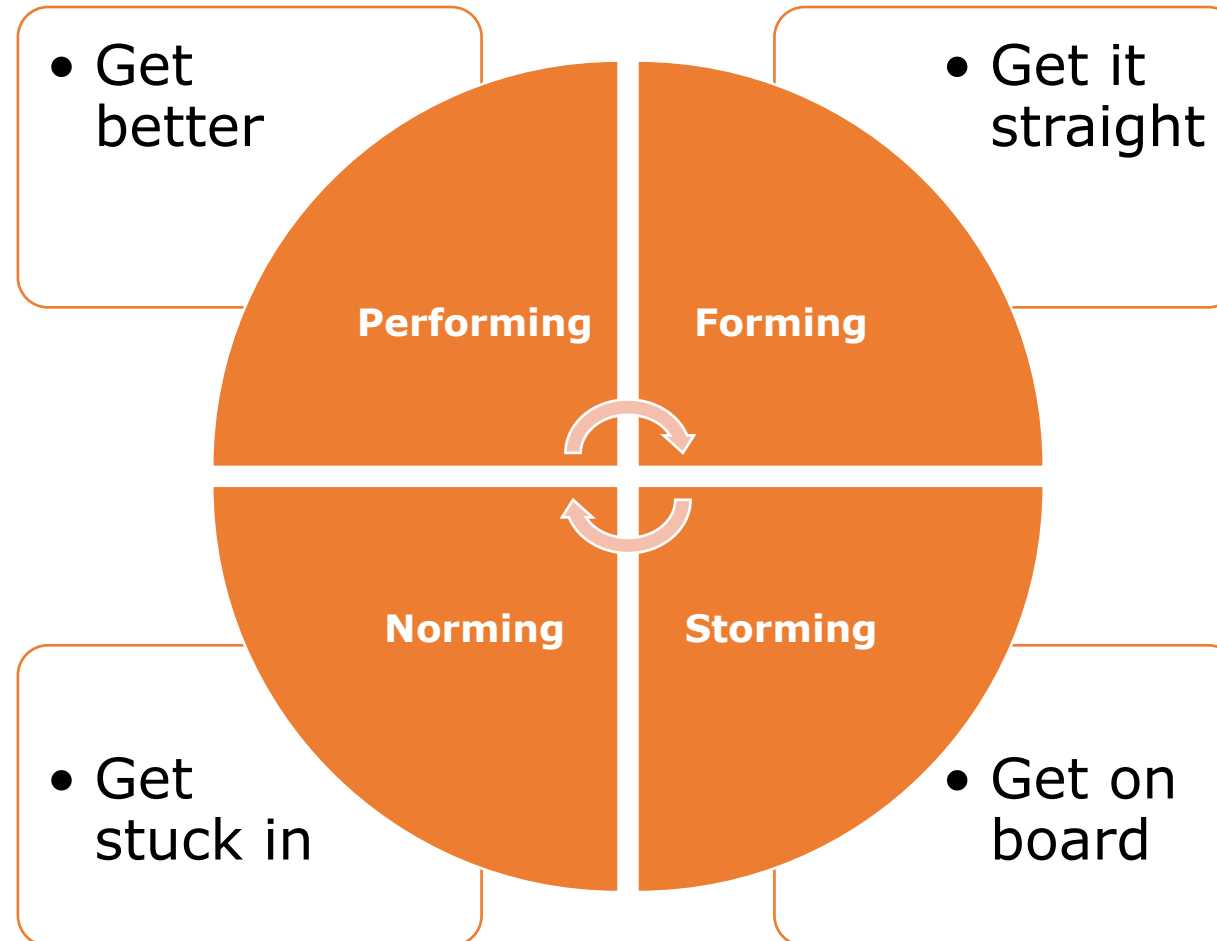 • Get
better
• Get it
straight
Performing
Forming
Norming
Storming
• Get
stuck in
• Get on
board